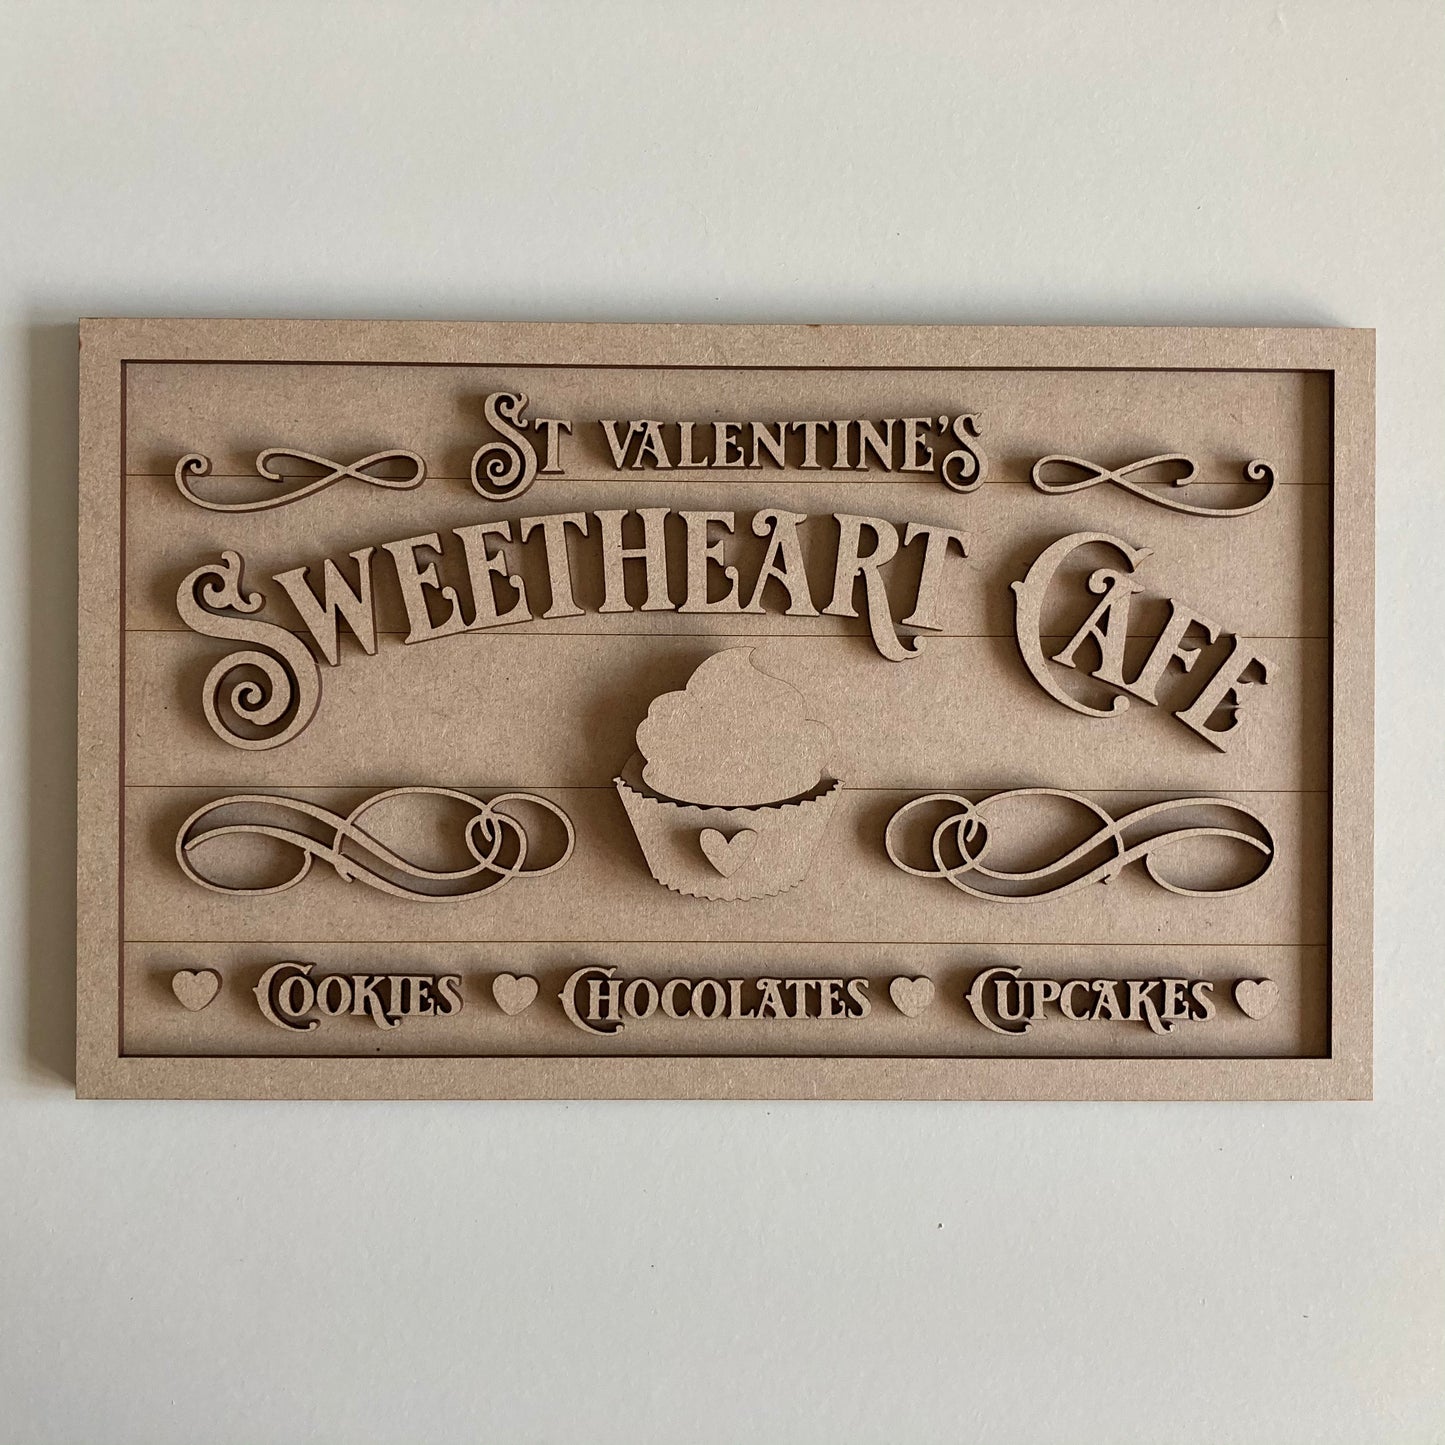 St Valentine's
Sweetheart Cafe
Cookies Chocolates Cupcakes